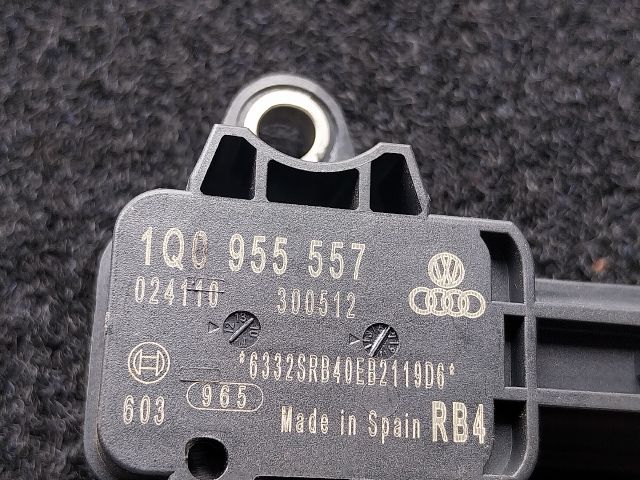 1Q0 955 557
024110 300512
*6332SRB40EB2119D6*
603 965
Made in Spain RB4